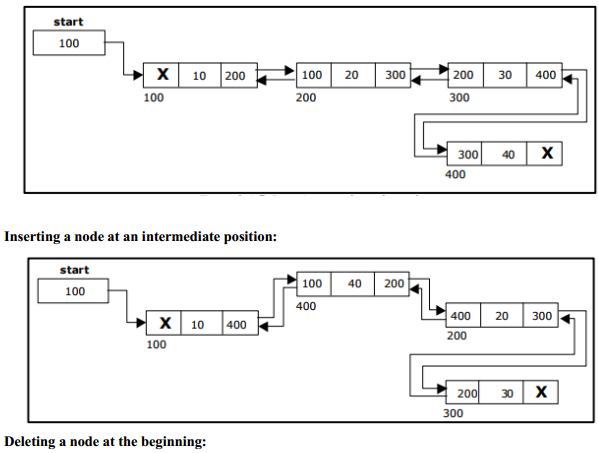 start
100
X 10 200 100 20 300 200 30 400
100 200 300
300 40 X
400
Inserting a node at an intermediate position:
start
100
100 40 200
400
X 10 400 400 20 300
100 200
200 30 X
300
Deleting a node at the beginning: